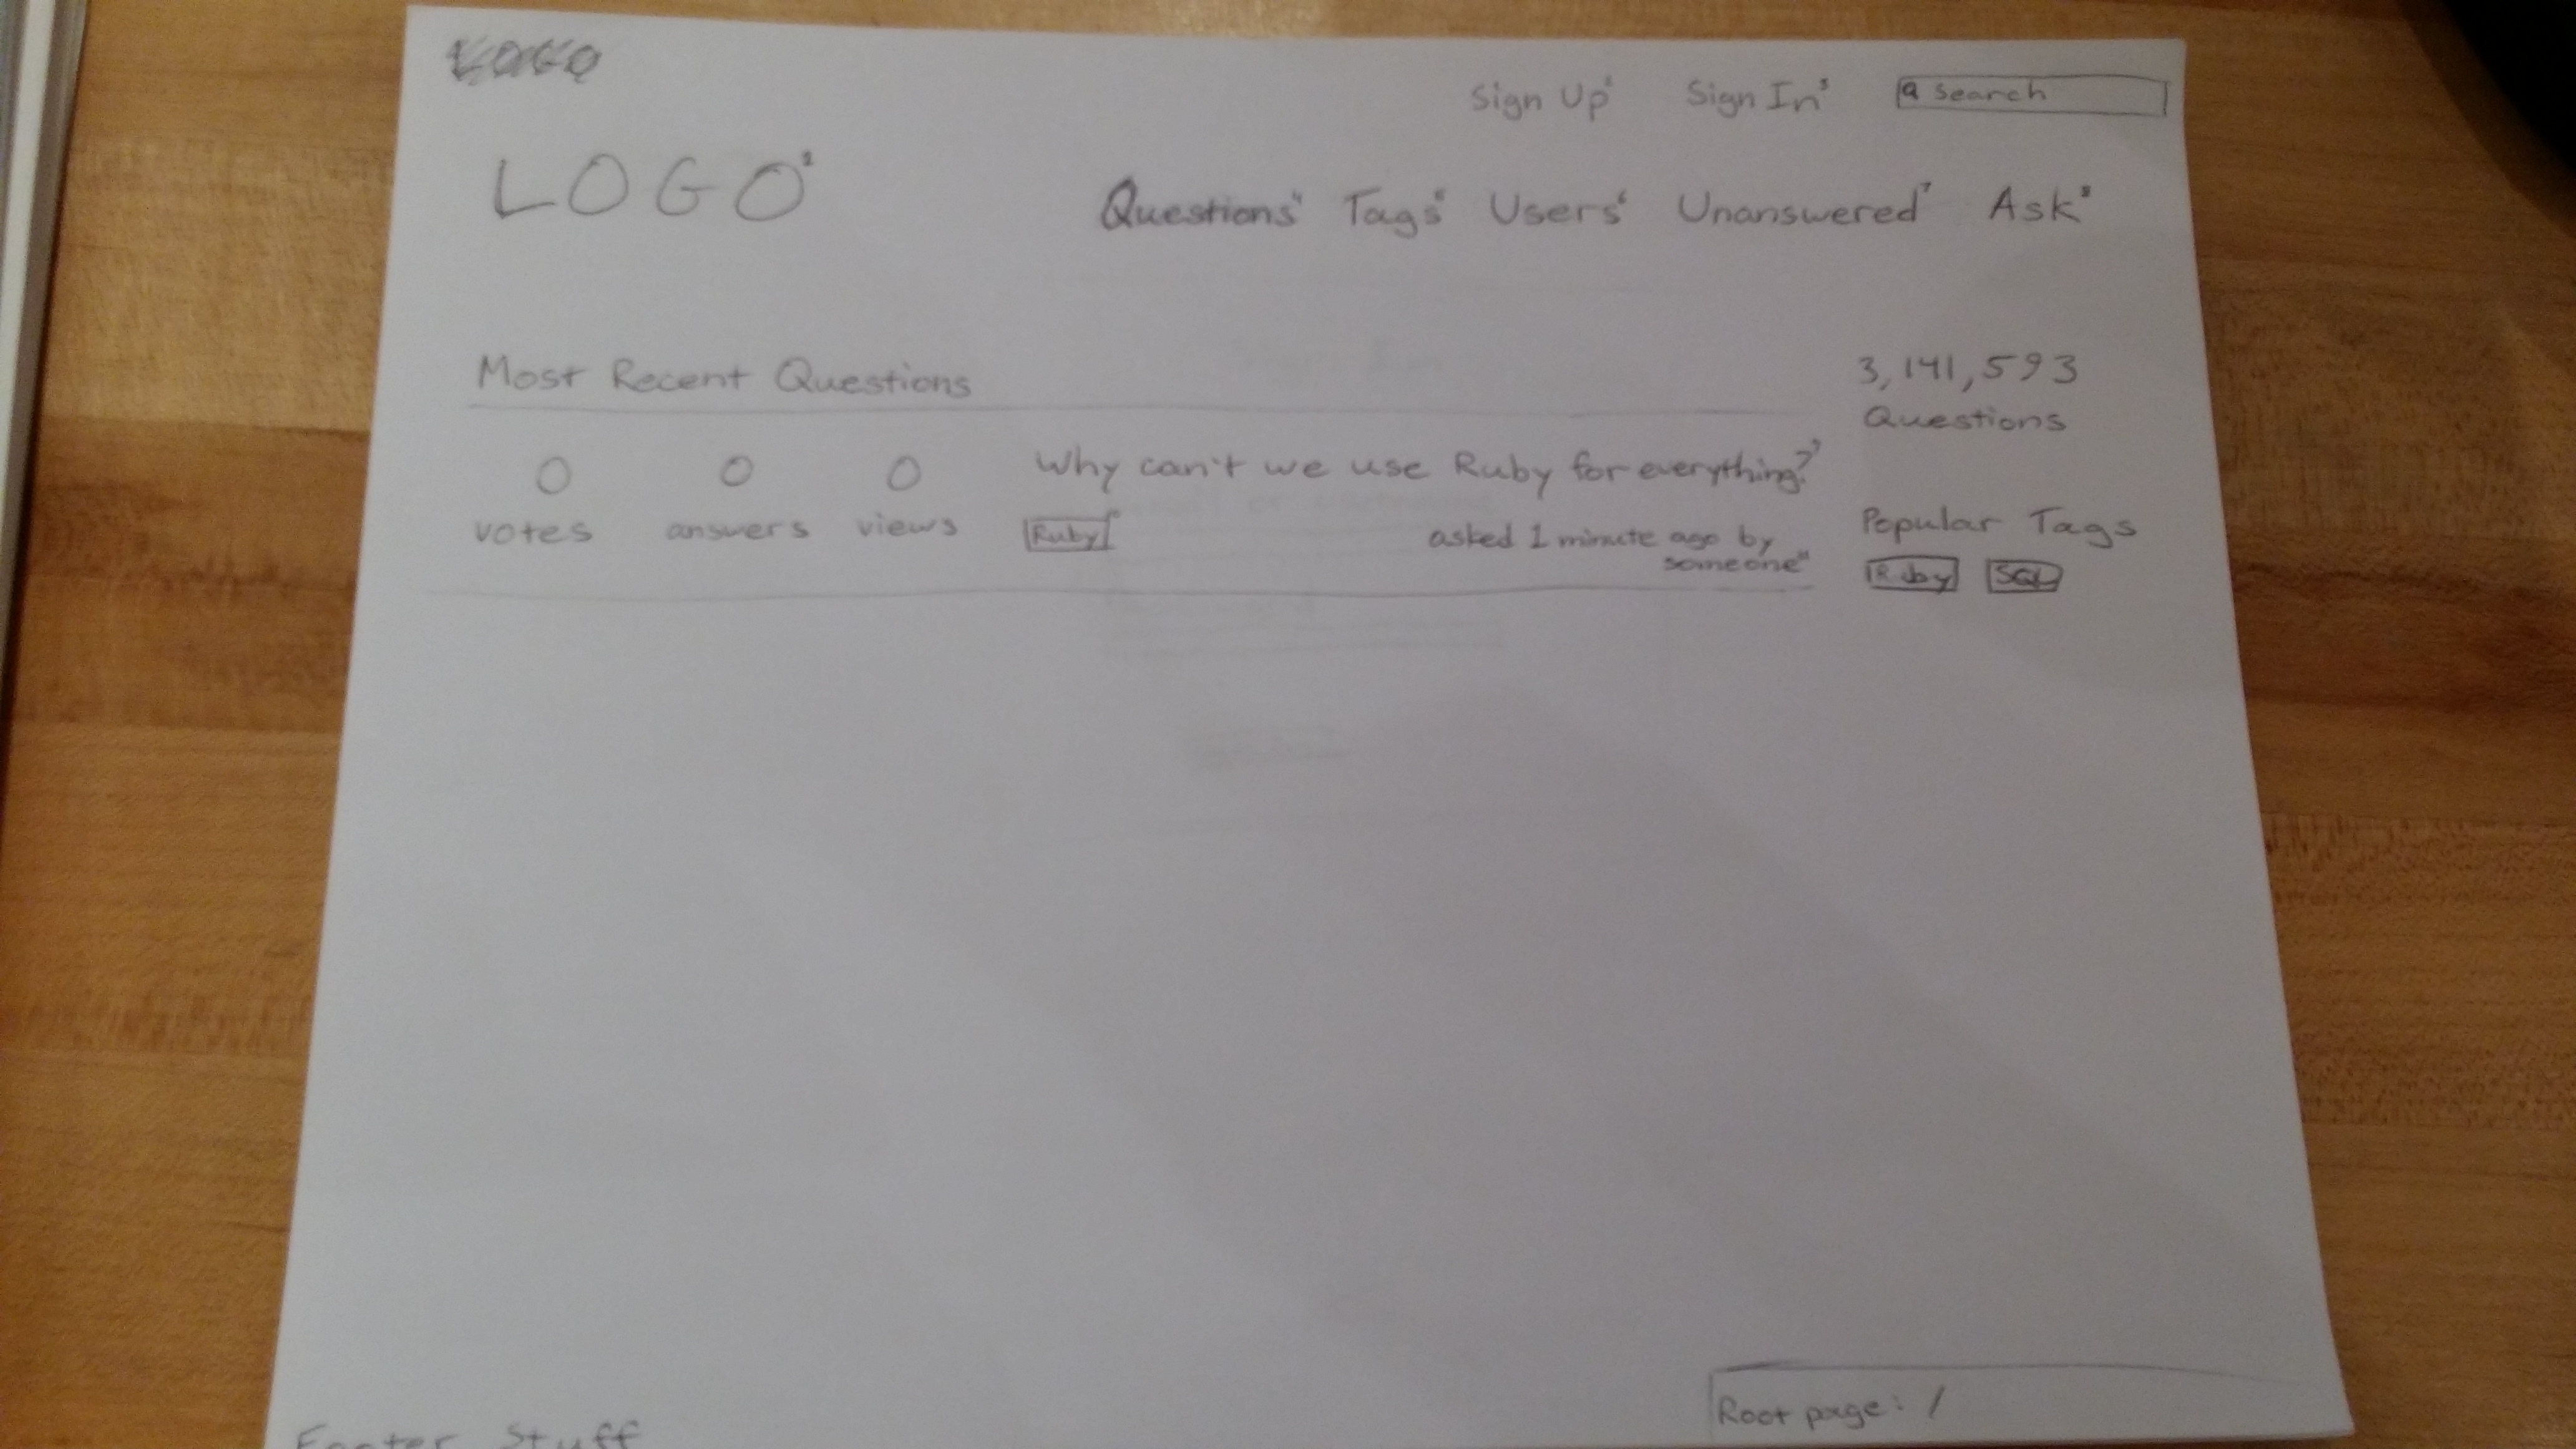 Sign Up Sign In a search
LOGO Questions Tags Users Unanswered Ask
Most Recent Questions
3,141,593
Questions
0 0 0 Why can't we use Ruby for everything?
votes answers views Ruby asked 1 minute ago by
someone
Popular Tags
Ruby SQL
Footer Stuff
Root page: /